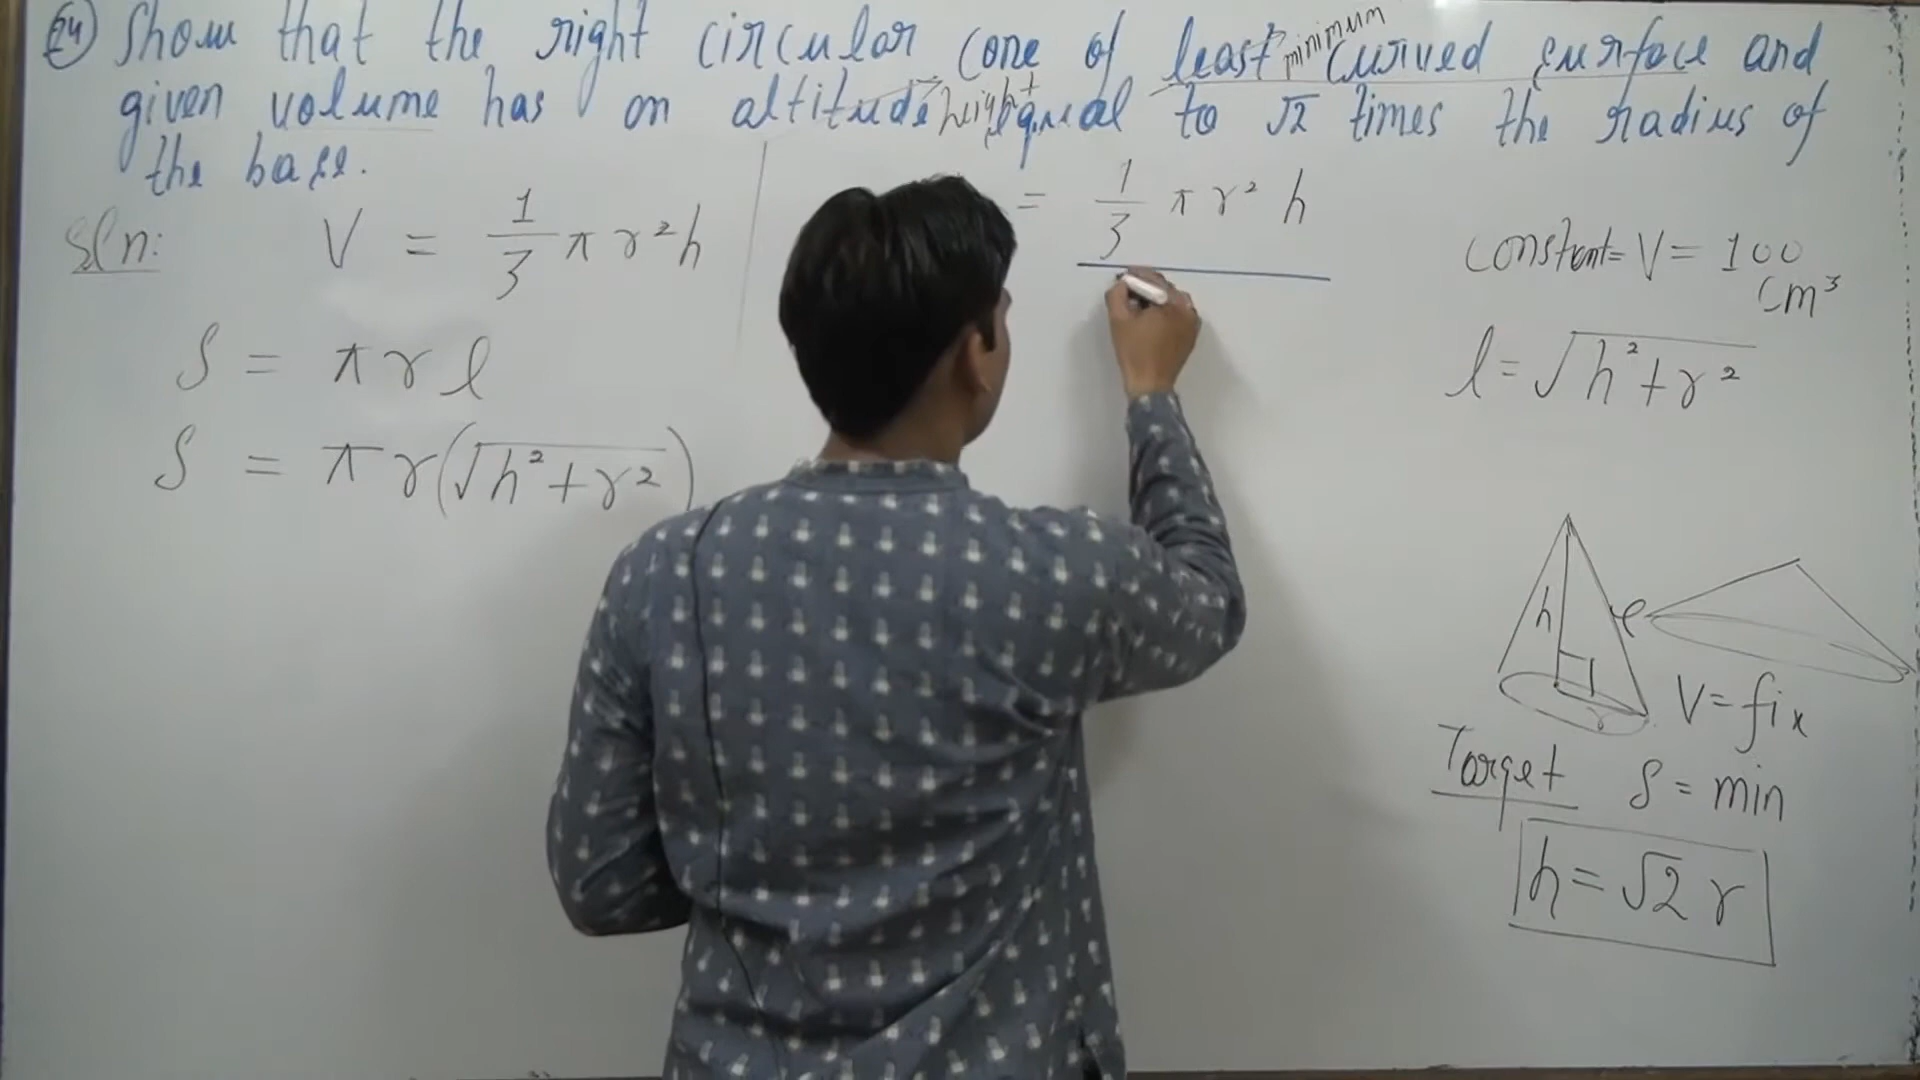 24) Show that the right circular cone of least minimum curved surface and
given volume has an altitude height equal to √2 times the radius of
the base.
Sln:
V = 1/3 π r² h
S = π r l
S = π r (√h² + r²)
= 1/3 π r² h
constant = V = 100
cm³
l = √h² + r²
h
l
r
V = fix
Target S = min
h = √2 r